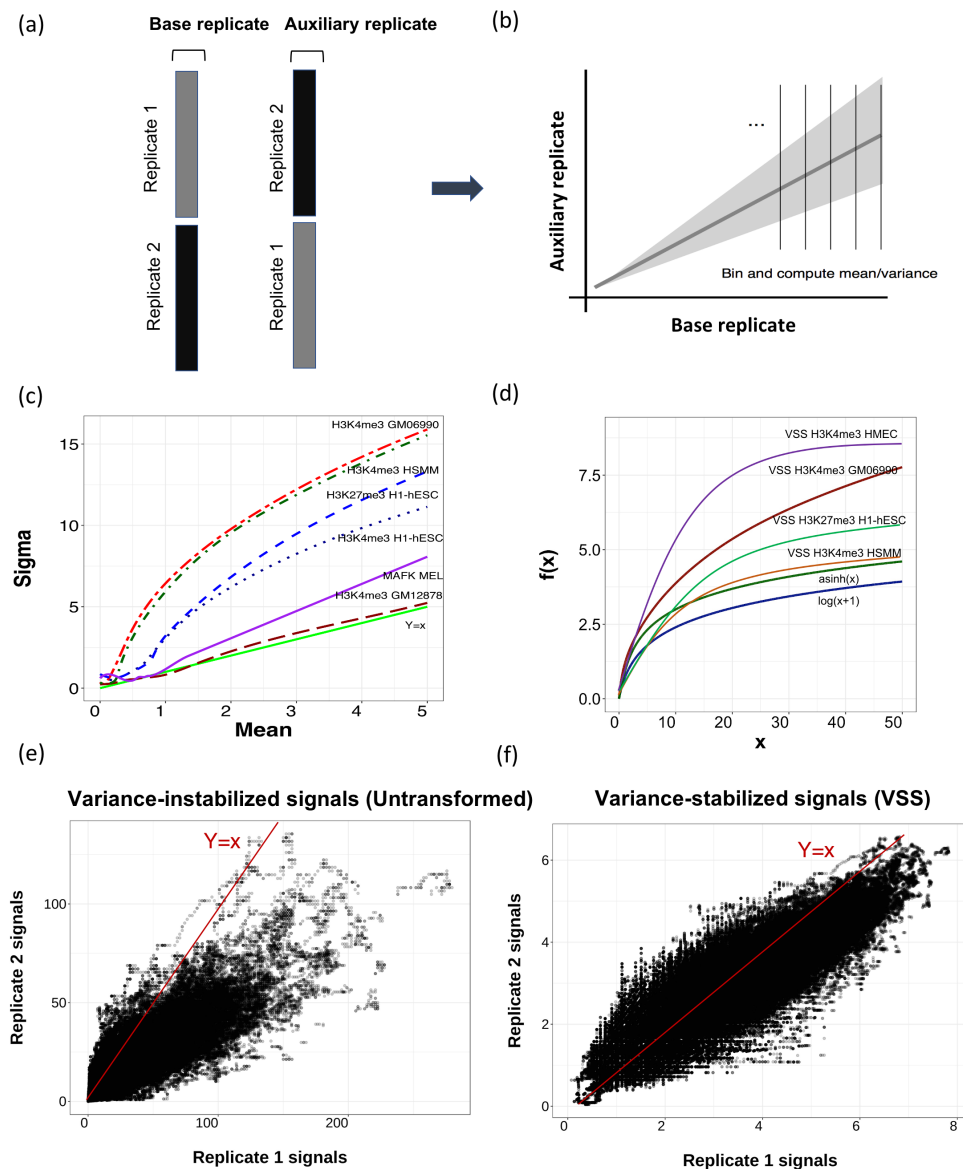 (a)
Base replicate
Auxiliary replicate
Replicate 1
Replicate 2
Replicate 2
Replicate 1
(b)
Auxiliary replicate
...
Bin and compute mean/variance
Base replicate
(c)
Sigma
15
10
5
0
H3K4me3 GM06990
H3K4me3 HSMM
H3K27me3 H1-hESC
H3K4me3 H1-hESC
MAFK MEL
H3K4me3 GM12878
Y=x
0 1 2 3 4 5
Mean
(d)
f(x)
7.5
5.0
2.5
0.0
VSS H3K4me3 HMEC
VSS H3K4me3 GM06990
VSS H3K27me3 H1-hESC
VSS H3K4me3 HSMM
asinh(x)
log(x+1)
0 10 20 30 40 50
x
(e)
Variance-instabilized signals (Untransformed)
Y=x
Replicate 2 signals
100
50
0
0 100 200
Replicate 1 signals
(f)
Variance-stabilized signals (VSS)
Y=x
Replicate 2 signals
6
4
2
0
0 2 4 6 8
Replicate 1 signals